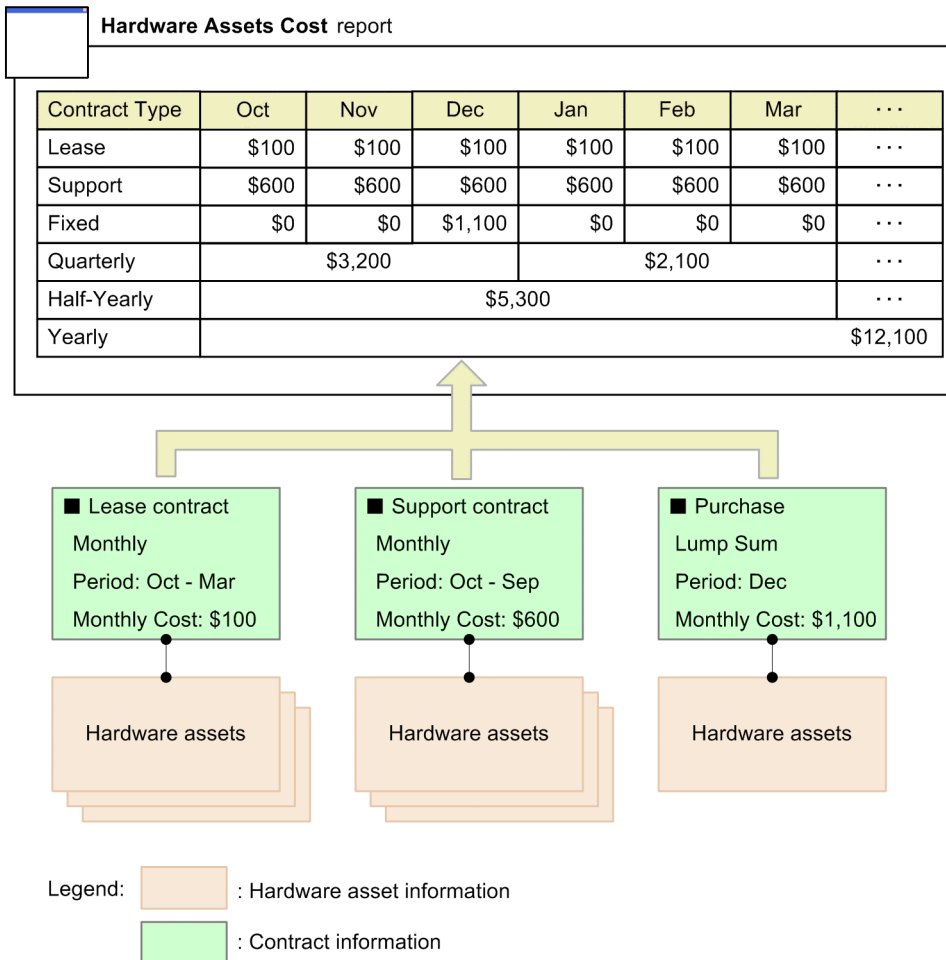 Hardware Assets Cost report
Contract Type Oct Nov Dec Jan Feb Mar ···
Lease $100 $100 $100 $100 $100 $100 ···
Support $600 $600 $600 $600 $600 $600 ···
Fixed $0 $0 $1,100 $0 $0 $0 ···
Quarterly $3,200 $2,100 ···
Half-Yearly $5,300 ···
Yearly $12,100
■ Lease contract
Monthly
Period: Oct - Mar
Monthly Cost: $100
■ Support contract
Monthly
Period: Oct - Sep
Monthly Cost: $600
■ Purchase
Lump Sum
Period: Dec
Monthly Cost: $1,100
Hardware assets
Hardware assets
Hardware assets
Legend:
: Hardware asset information
: Contract information